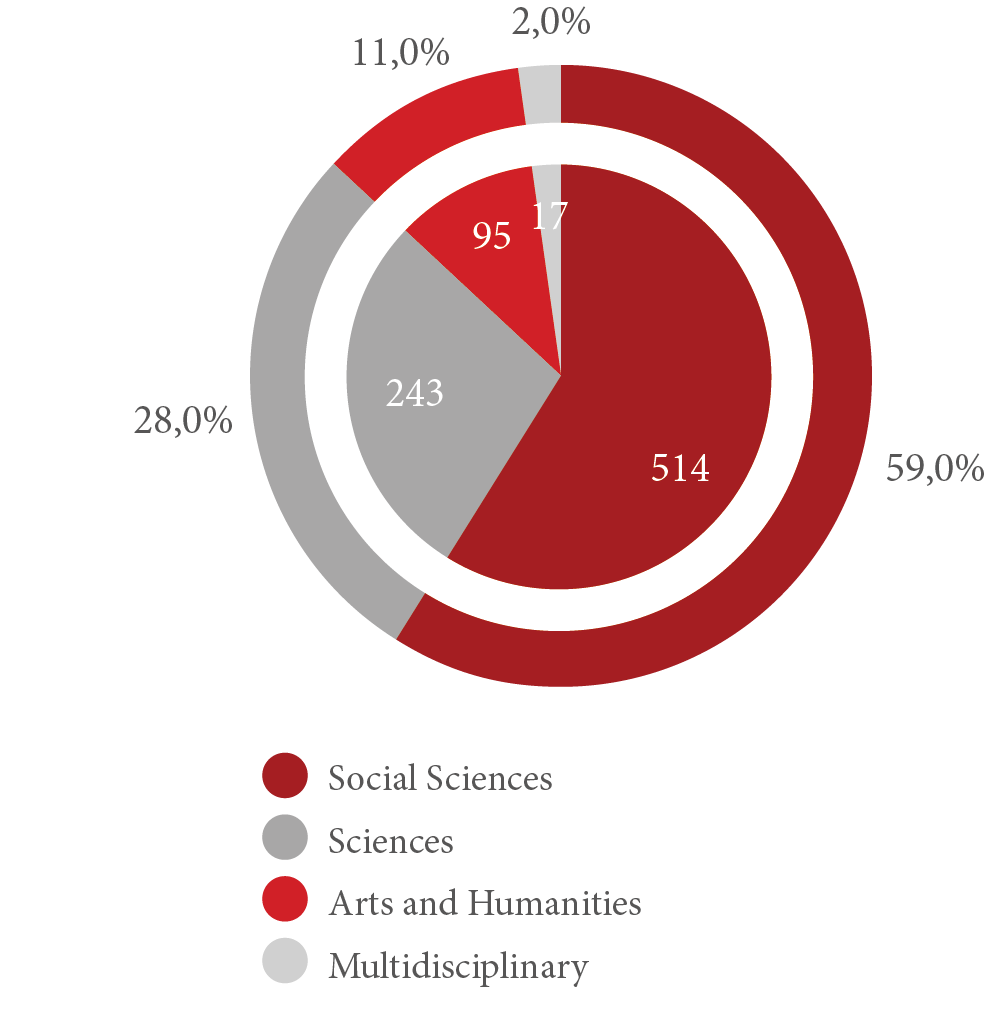 2,0%
11,0%
17
95
243
28,0%
514
59,0%
Social Sciences
Sciences
Arts and Humanities
Multidisciplinary